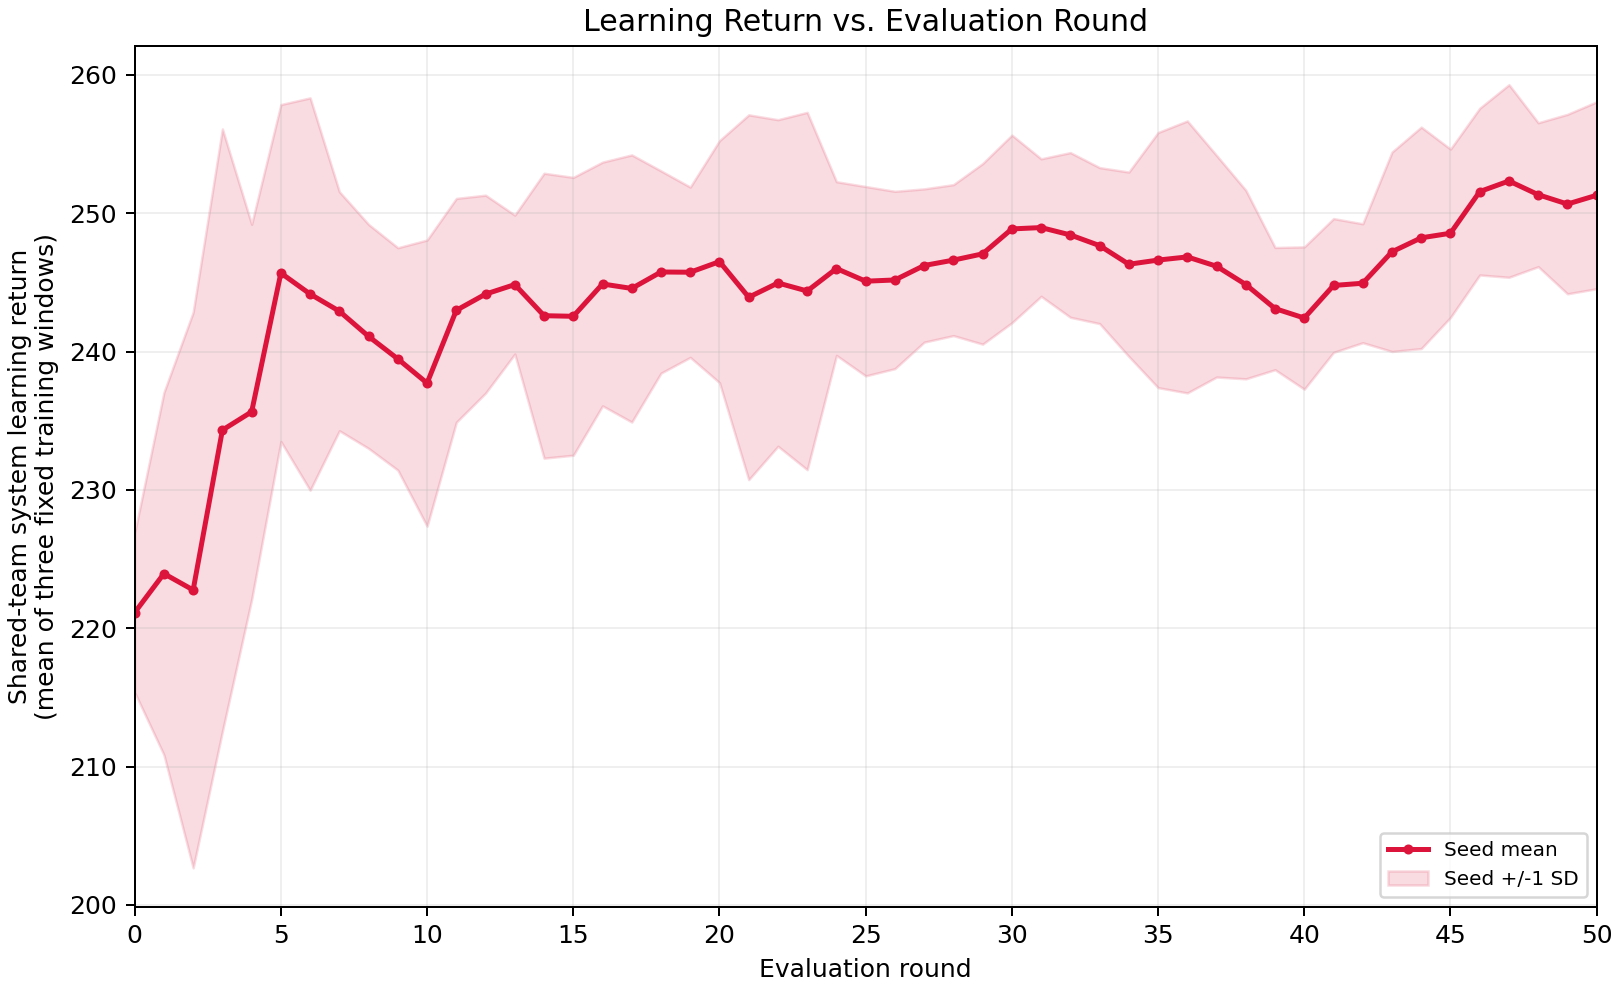 Learning Return vs. Evaluation Round
Shared-team system learning return
(mean of three fixed training windows)
260
250
240
230
220
210
200
0 5 10 15 20 25 30 35 40 45 50
Evaluation round
Seed mean
Seed +/-1 SD